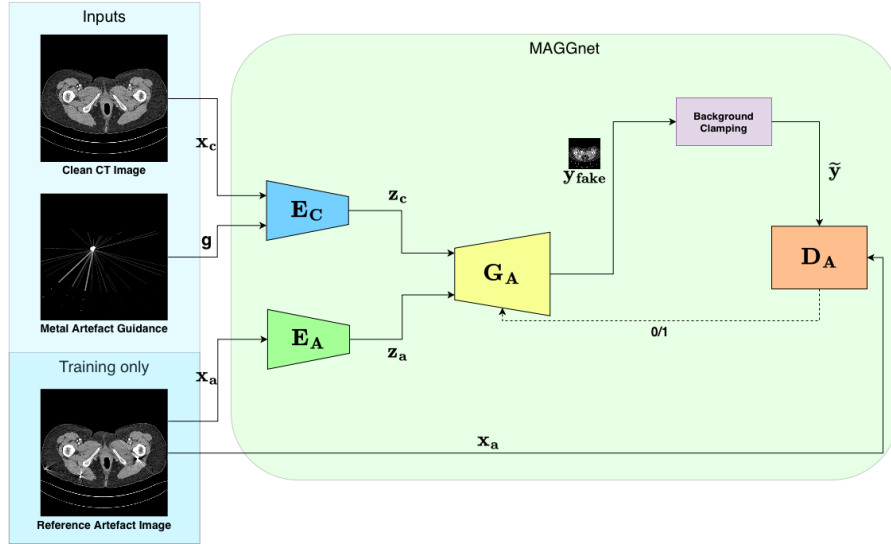 Inputs
MAGGnet
Clean CT Image
x_c
Metal Artefact Guidance
g
E_C
z_c
Background
Clamping
y_fake
ỹ
G_A
D_A
0/1
Training only
x_a
E_A
z_a
x_a
Reference Artefact Image